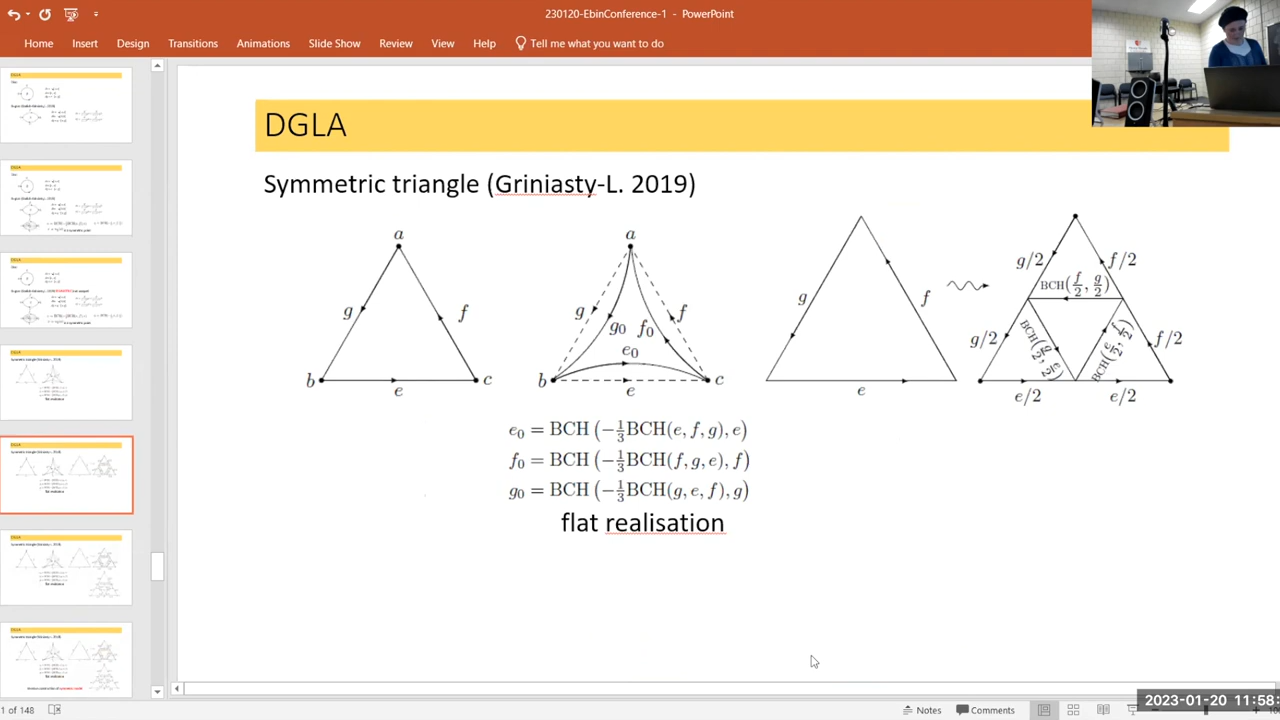 230120-EbinConference-1 - PowerPoint
Home Insert Design Transitions Animations Slide Show Review View Help Tell me what you want to do
DGLA
Symmetric triangle (Griniasty-L. 2019)
a
g f
b e c
a
g f
g₀ f₀
e₀
b e c
g f
e
g/2 f/2
BCH(f/2, g/2)
g/2 f/2
BCH(g/2, e/2) BCH(e/2, f/2)
e/2 e/2
e₀ = BCH (−1/3BCH(e, f, g), e)
f₀ = BCH (−1/3BCH(f, g, e), f)
g₀ = BCH (−1/3BCH(g, e, f), g)
flat realisation
1 of 148
Notes Comments
2023-01-20 11:58: